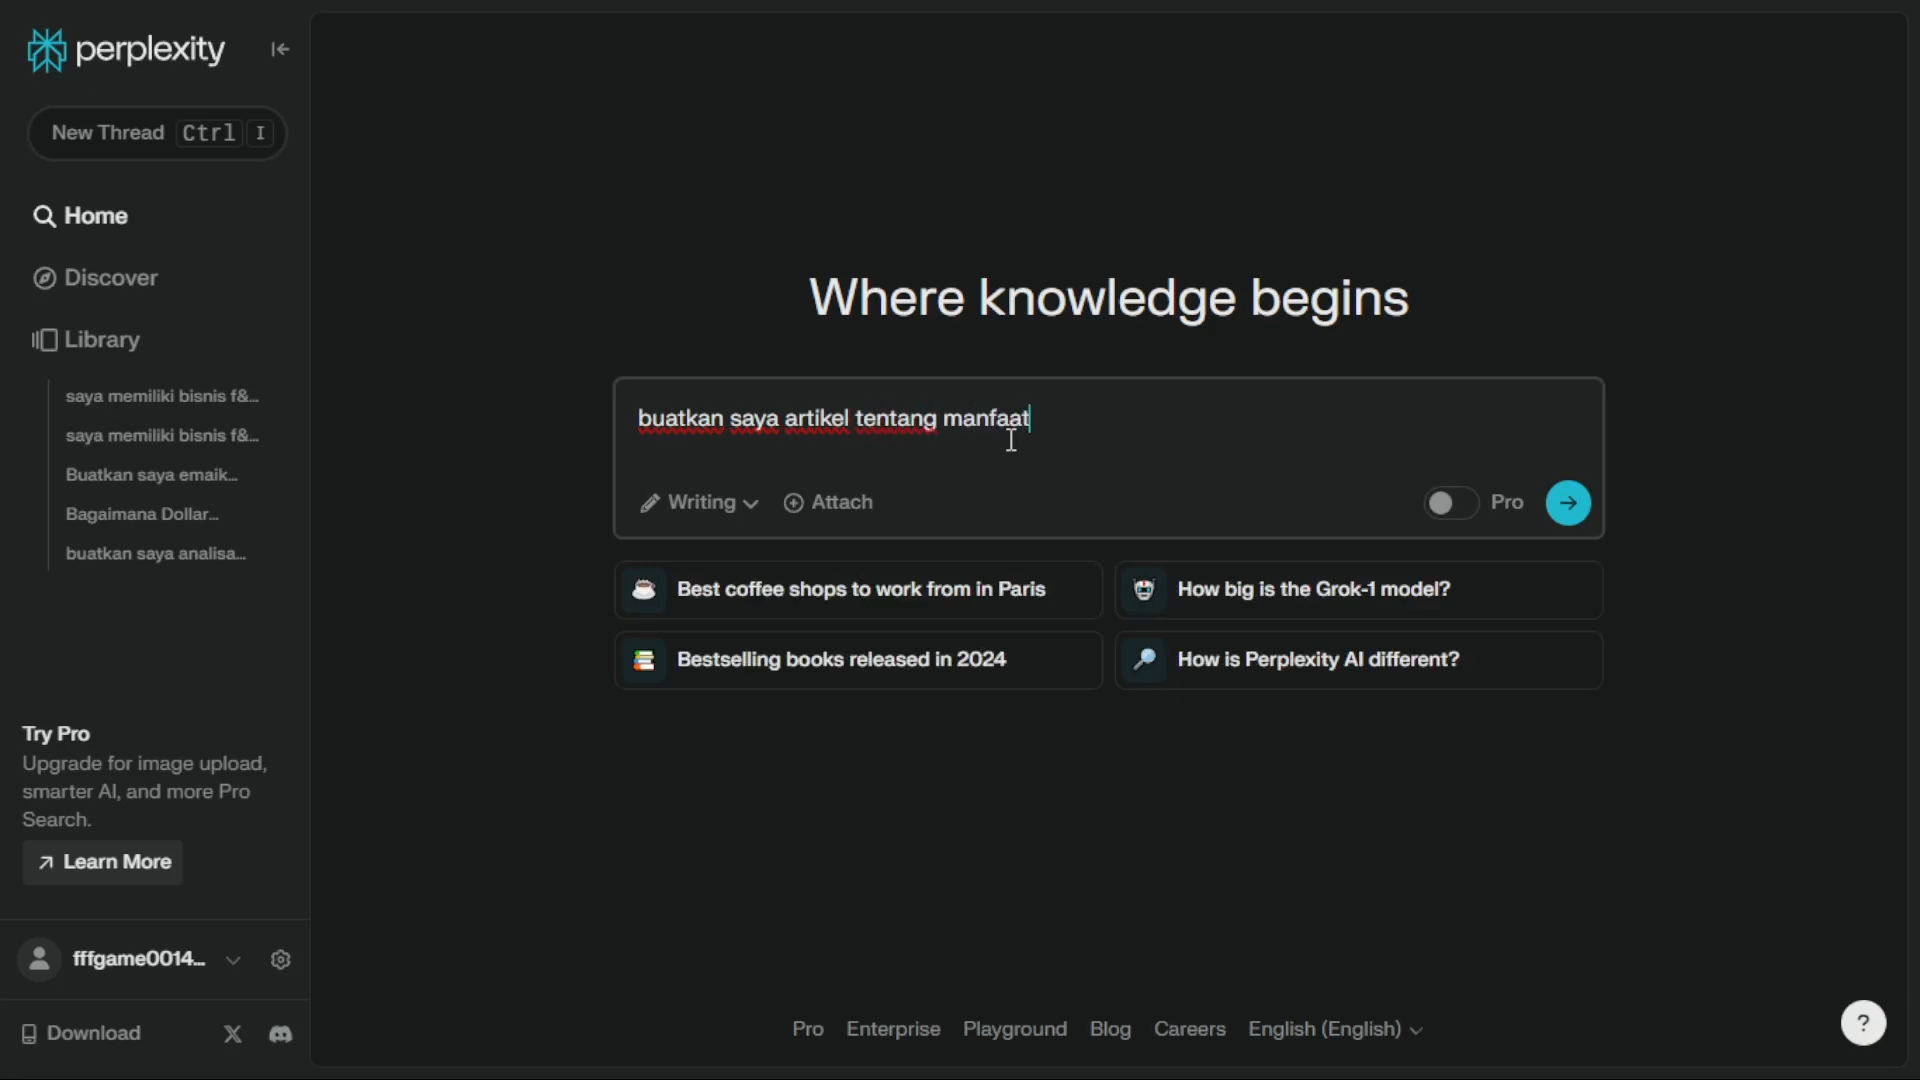 perplexity
New Thread Ctrl I
Home
Discover
Library
saya memiliki bisnis f&...
saya memiliki bisnis f&...
Buatkan saya emaik...
Bagaimana Dollar...
buatkan saya analisa...
Try Pro
Upgrade for image upload,
smarter AI, and more Pro
Search.
Learn More
fffgame0014...
Download
Where knowledge begins
buatkan saya artikel tentang manfaat
Writing Attach Pro
Best coffee shops to work from in Paris
How big is the Grok-1 model?
Bestselling books released in 2024
How is Perplexity AI different?
Pro Enterprise Playground Blog Careers English (English)
?